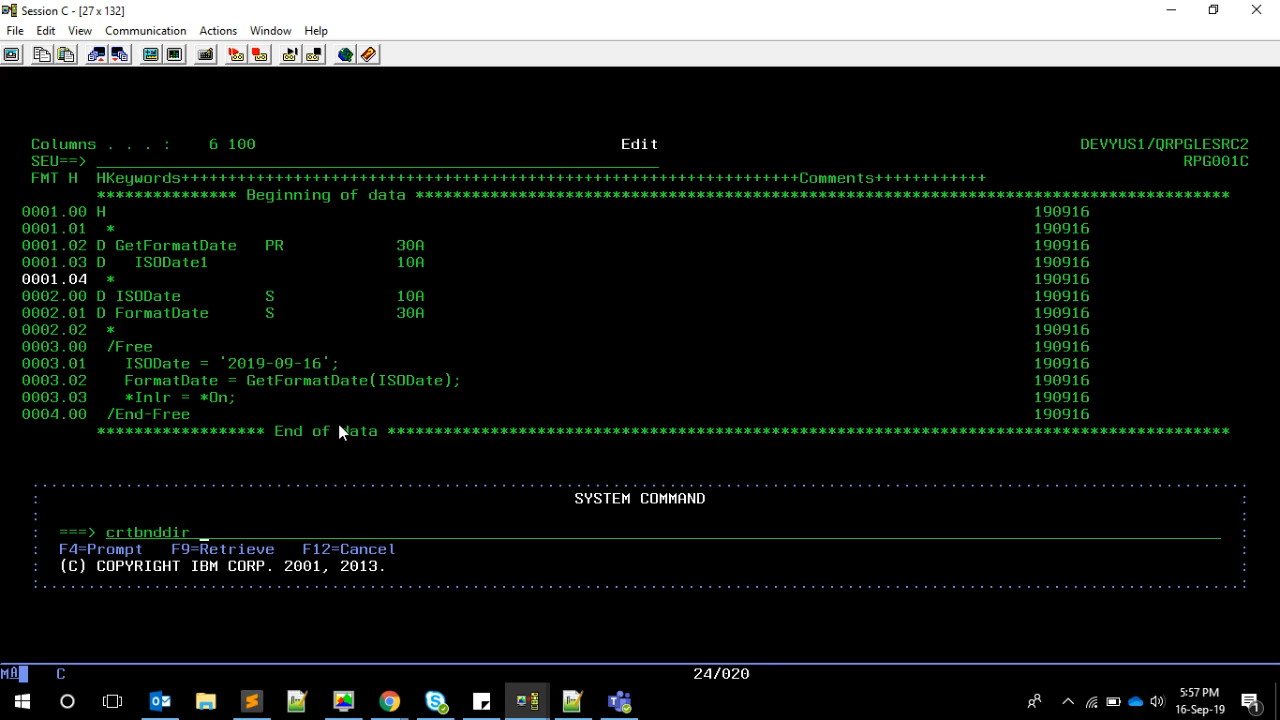 Session C - [27 x 132]
File Edit View Communication Actions Window Help
Columns . . . : 6 100 Edit DEVYUS1/QRPGLESRC2
SEU==> RPG001C
FMT H HKeywords++++++++++++++++++++++++++++++++++++++++++++++++++++++++++++++++++Comments++++++++++++
*************** Beginning of data ***************************************************************************************
0001.00 H 190916
0001.01 * 190916
0001.02 D GetFormatDate PR 30A 190916
0001.03 D ISODate1 10A 190916
0001.04 * 190916
0002.00 D ISODate S 10A 190916
0002.01 D FormatDate S 30A 190916
0002.02 * 190916
0003.00 /Free 190916
0003.01 ISODate = '2019-09-16'; 190916
0003.02 FormatDate = GetFormatDate(ISODate); 190916
0003.03 *Inlr = *On; 190916
0004.00 /End-Free 190916
****************** End of data ******************************************************************************************
SYSTEM COMMAND
===> crtbnddir _
F4=Prompt F9=Retrieve F12=Cancel
(C) COPYRIGHT IBM CORP. 2001, 2013.
MA C 24/020
5:57 PM
16-Sep-19
1